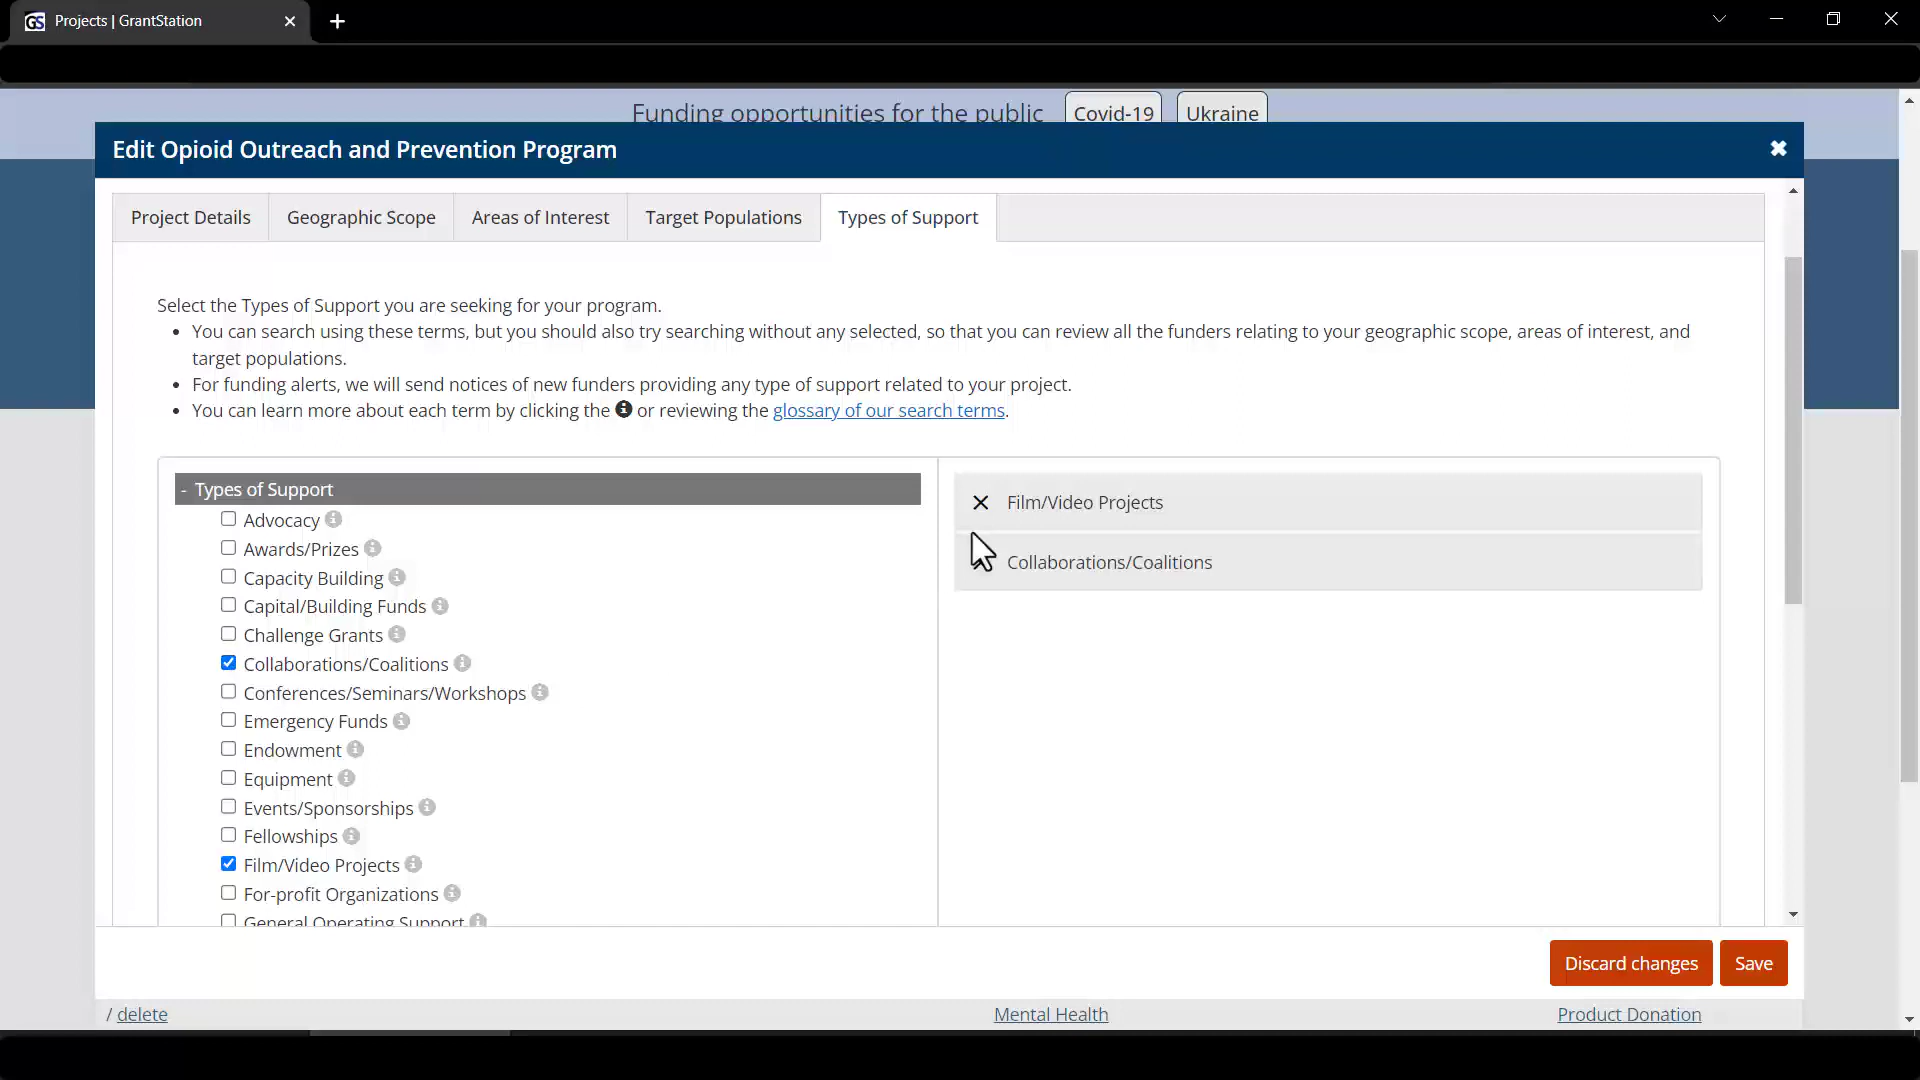 Projects | GrantStation
Funding opportunities for the public Covid-19 Ukraine
Edit Opioid Outreach and Prevention Program
Project Details Geographic Scope Areas of Interest Target Populations Types of Support
Select the Types of Support you are seeking for your program.
• You can search using these terms, but you should also try searching without any selected, so that you can review all the funders relating to your geographic scope, areas of interest, and
target populations.
• For funding alerts, we will send notices of new funders providing any type of support related to your project.
• You can learn more about each term by clicking the or reviewing the glossary of our search terms.
- Types of Support
Advocacy
Awards/Prizes
Capacity Building
Capital/Building Funds
Challenge Grants
Collaborations/Coalitions
Conferences/Seminars/Workshops
Emergency Funds
Endowment
Equipment
Events/Sponsorships
Fellowships
Film/Video Projects
For-profit Organizations
General Operating Support
Film/Video Projects
Collaborations/Coalitions
Discard changes Save
/ delete Mental Health Product Donation